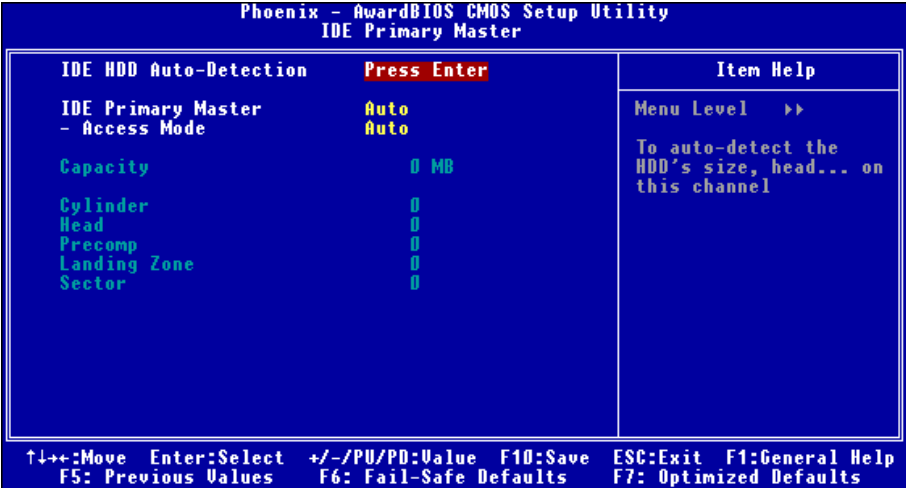 Phoenix - AwardBIOS CMOS Setup Utility
IDE Primary Master
IDE HDD Auto-Detection Press Enter
Item Help
IDE Primary Master Auto
- Access Mode Auto
Menu Level ▸▸
Capacity 0 MB
To auto-detect the
HDD's size, head... on
this channel
Cylinder 0
Head 0
Precomp 0
Landing Zone 0
Sector 0
↑↓→←:Move Enter:Select +/-/PU/PD:Value F10:Save ESC:Exit F1:General Help
F5: Previous Values F6: Fail-Safe Defaults F7: Optimized Defaults